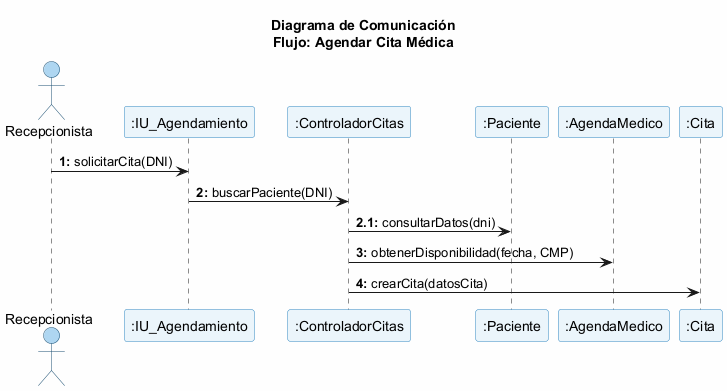 Diagrama de Comunicación
Flujo: Agendar Cita Médica
Recepcionista
:IU_Agendamiento
:ControladorCitas
:Paciente
:AgendaMedico
:Cita
1: solicitarCita(DNI)
2: buscarPaciente(DNI)
2.1: consultarDatos(dni)
3: obtenerDisponibilidad(fecha, CMP)
4: crearCita(datosCita)
Recepcionista
:IU_Agendamiento
:ControladorCitas
:Paciente
:AgendaMedico
:Cita